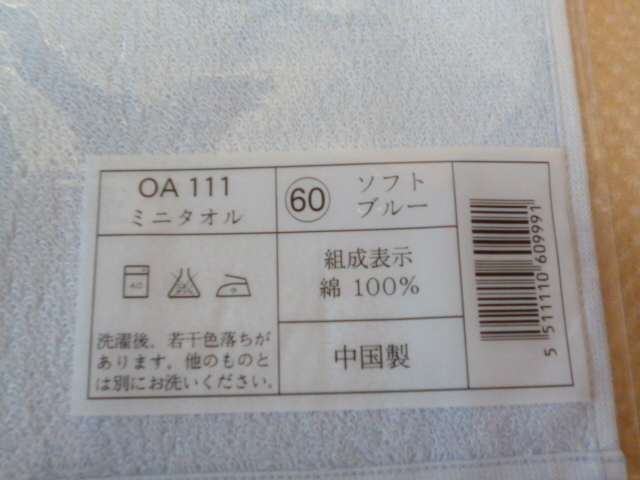 OA 111
ミニタオル
60
ソフト
ブルー
40
組成表示
綿 100%
洗濯後、若干色落ちが
あります。他のものと
は別にお洗いください。
中国製
5 511110 609991